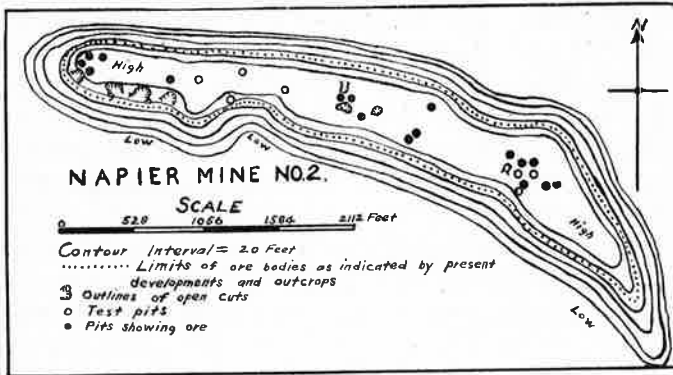 N
High
Low
Low
NAPIER MINE NO.2.
SCALE
0 528 1056 1584 2112 Feet
High
Contour Interval = 20 Feet
........ Limits of ore bodies as indicated by present
developments and outcrops
Outlines of open cuts
Test pits
Pits showing ore
Low